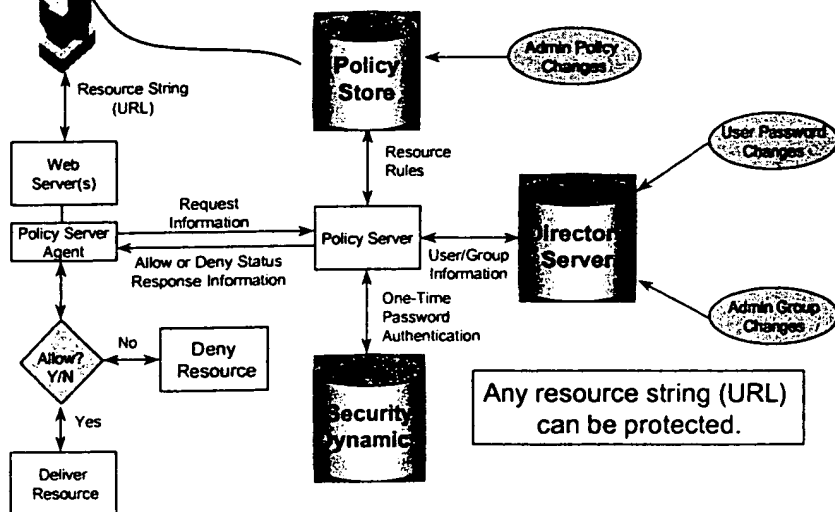 Resource String
(URL)
Policy
Store
Admin Policy
Changes
User Password
Changes
Web
Server(s)
Resource
Rules
Request
Information
Policy Server
Agent
Policy Server
Allow or Deny Status
Response Information
User/Group
Information
Director
Server
One-Time
Password
Authentication
Admin Group
Changes
Allow?
Y/N
No
Deny
Resource
Yes
Security
Dynamic
Any resource string (URL)
can be protected.
Deliver
Resource